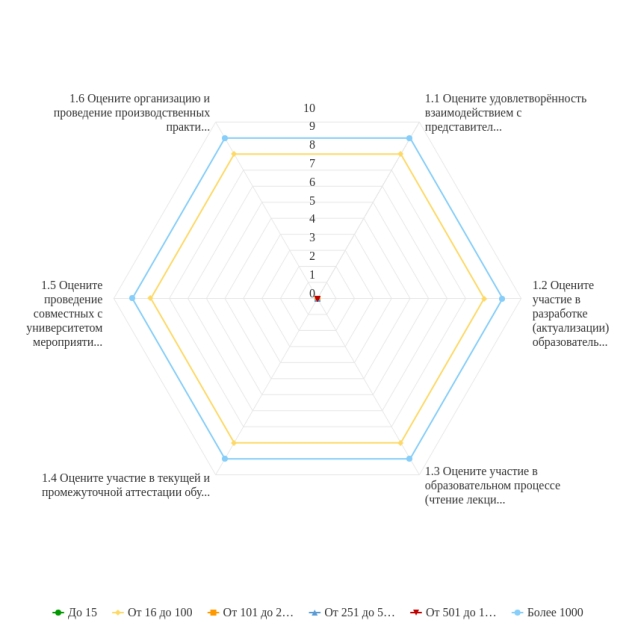 1.6 Оцените организацию и
проведение производственных
практи...
10
1.1 Оцените удовлетворённость
взаимодействием с
представител...
9
8
7
6
5
4
3
2
1
0
1.5 Оцените
проведение
совместных с
университетом
мероприяти...
1.2 Оцените
участие в
разработке
(актуализации)
образователь...
1.4 Оцените участие в текущей и
промежуточной аттестации обу...
1.3 Оцените участие в
образовательном процессе
(чтение лекци...
До 15 От 16 до 100 От 101 до 2... От 251 до 5... От 501 до 1... Более 1000